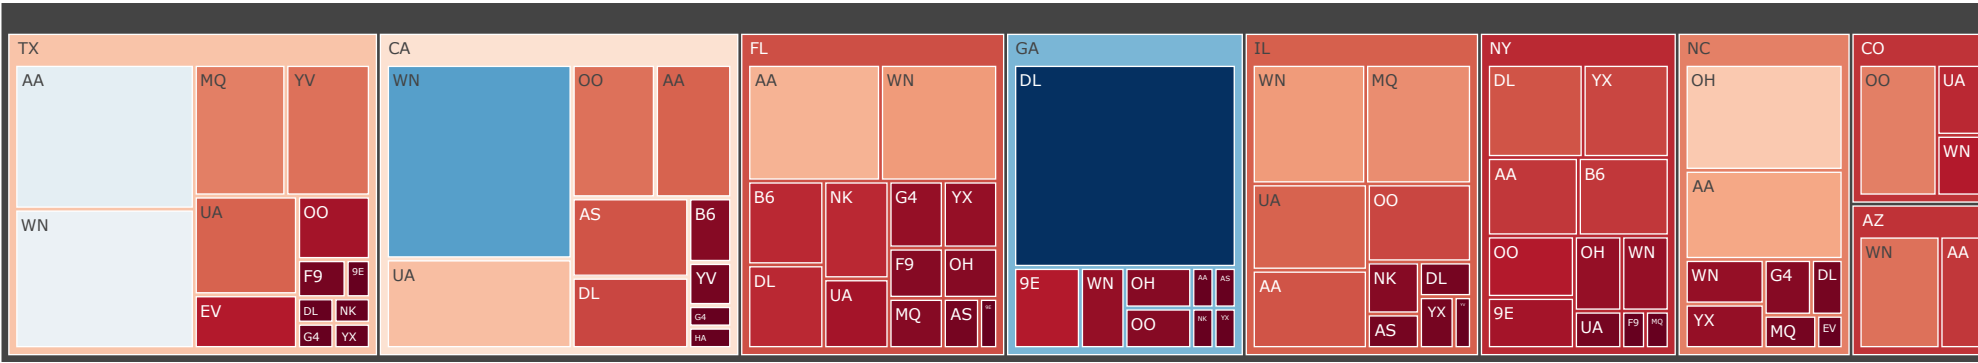 TX
AA
MQ
YV
WN
UA
OO
F9
9E
EV
DL
NK
G4
YX
CA
WN
OO
AA
UA
AS
B6
YV
DL
G4
HA
FL
AA
WN
B6
NK
G4
YX
DL
UA
F9
OH
MQ
AS
9E
GA
DL
9E
WN
OH
AA
AS
OO
NK
YX
IL
WN
MQ
UA
OO
AA
NK
DL
AS
YX
NY
DL
YX
AA
B6
OO
OH
WN
9E
UA
F9
MQ
NC
OH
AA
WN
G4
DL
YX
MQ
EV
CO
OO
UA
WN
AZ
WN
AA